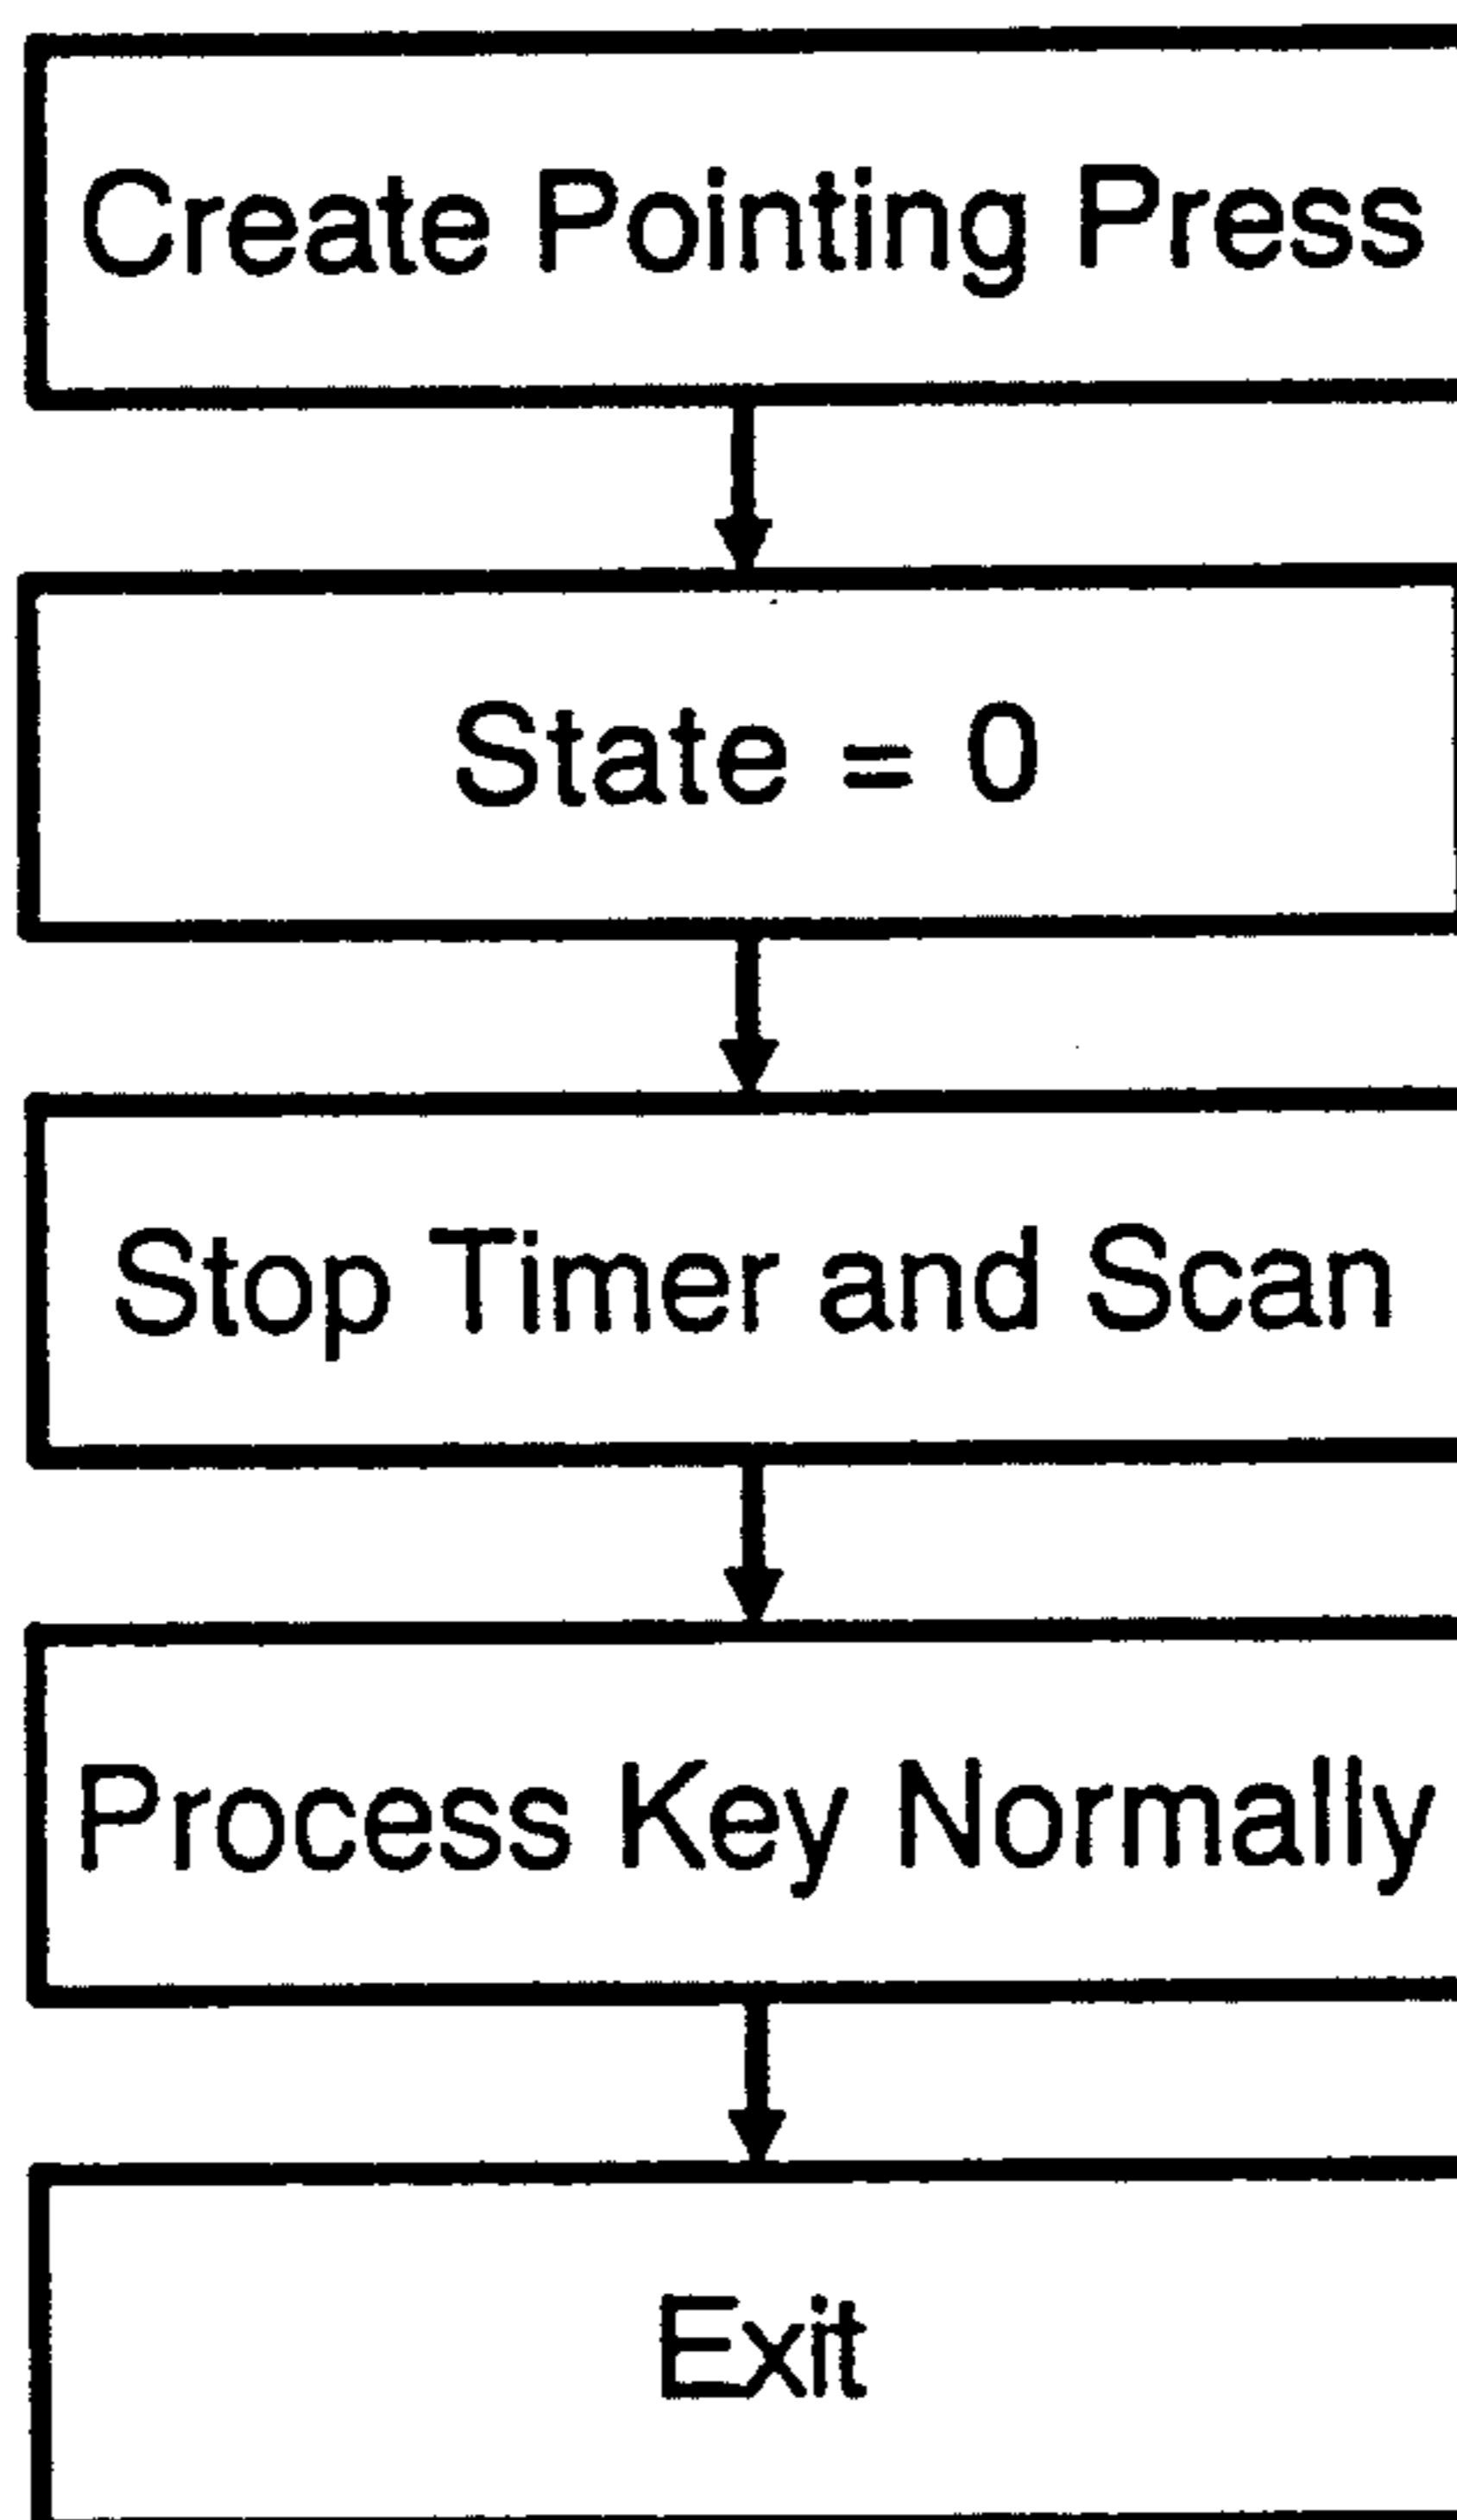 Create Pointing Press
State = 0
Stop Timer and Scan
Process Key Normally
Exit